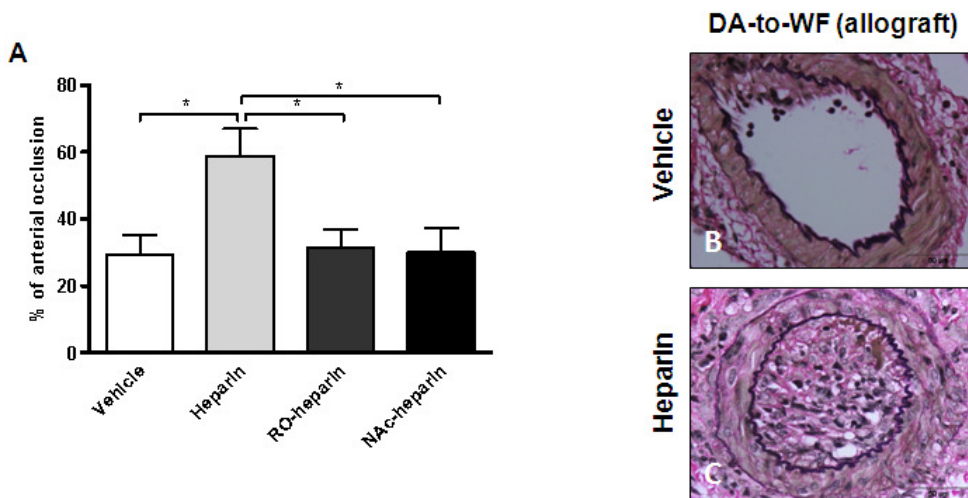 DA-to-WF (allograft)
A
% of arterial occlusion
80
60
40
20
0
*
*
*
Vehicle
Heparin
RO-heparin
NAc-heparin
Vehicle
B
Heparin
C